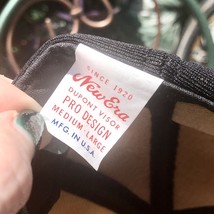 SINCE 1920
New Era
DUPONT VISOR
PRO DESIGN
MEDIUM-LARGE
MFG. IN U.S.A.